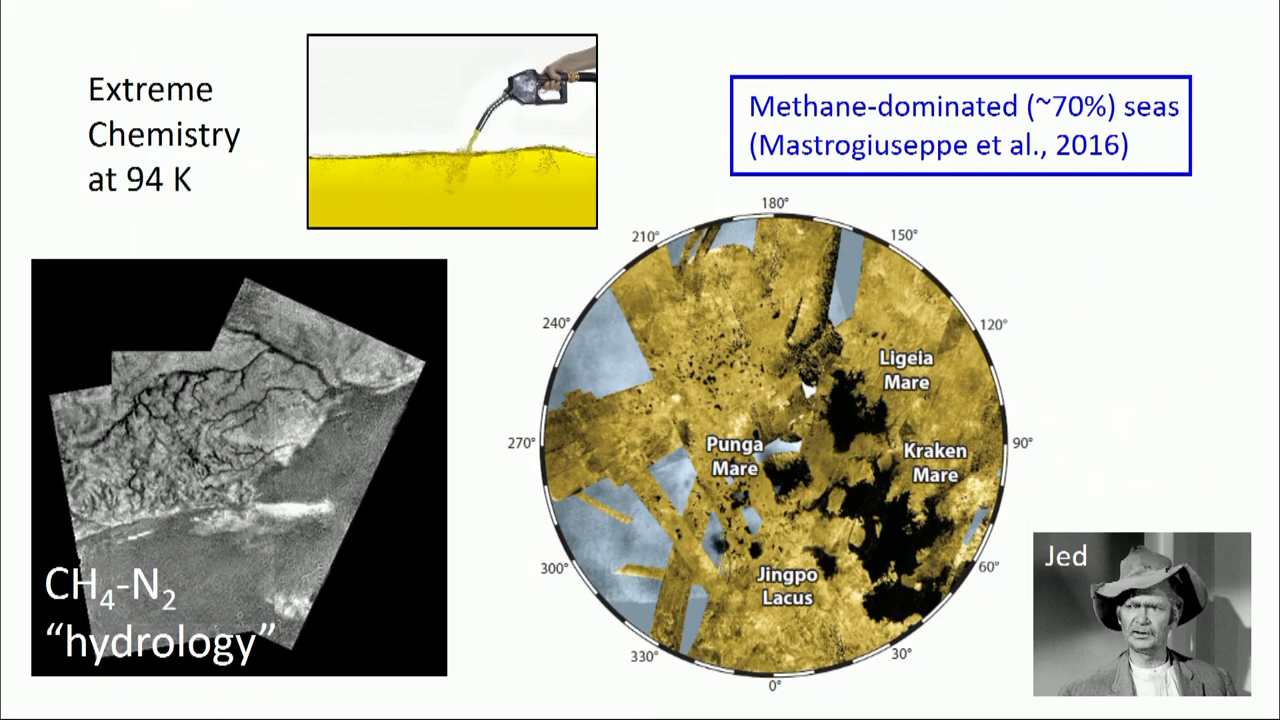 Extreme
Chemistry
at 94 K
Methane-dominated (~70%) seas
(Mastrogiuseppe et al., 2016)
180°
210°
150°
240°
120°
Ligeia
Mare
270°
Punga
Mare
Kraken
Mare
90°
300°
Jingpo
Lacus
60°
330°
30°
0°
CH₄-N₂
“hydrology”
Jed